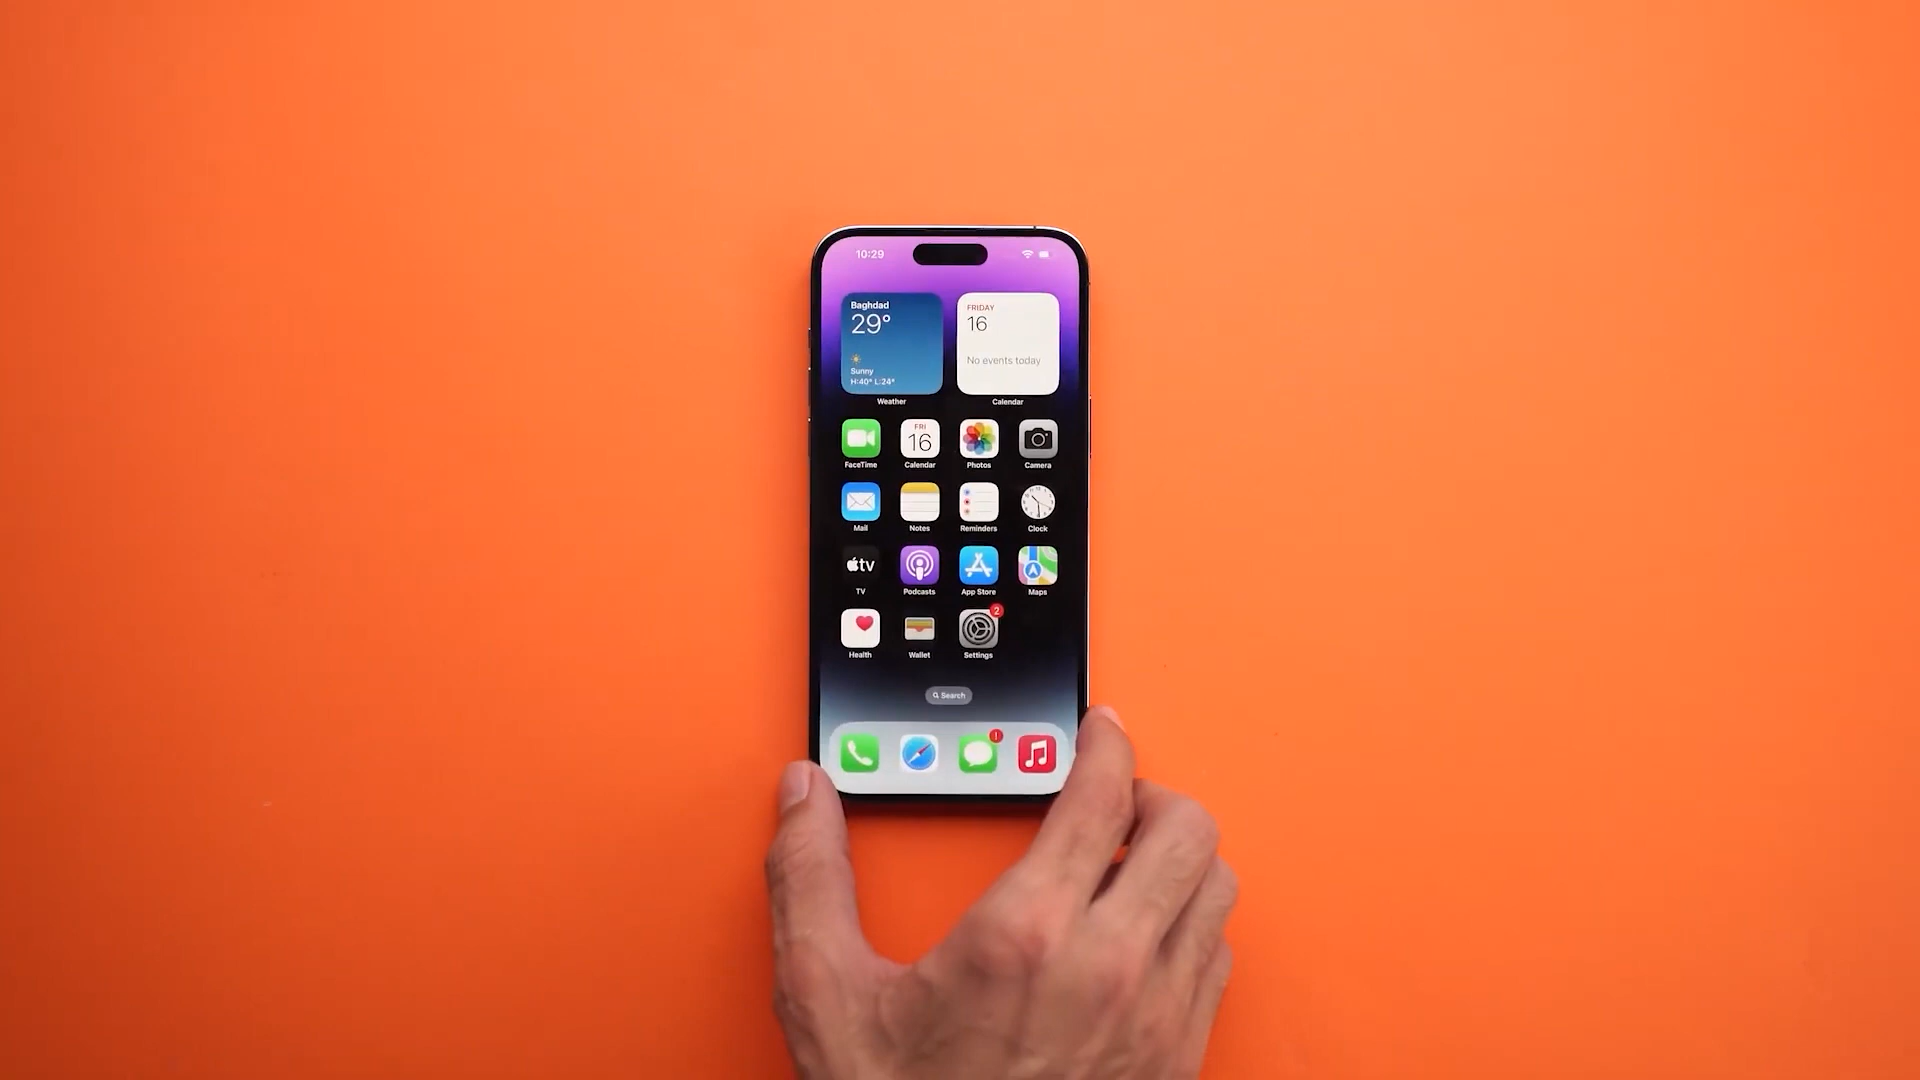 10:29
Baghdad
29°
Sunny
H:40° L:24°
Weather
FRIDAY
16
No events today
Calendar
FRI
16
FaceTime
Calendar
Photos
Camera
Mail
Notes
Reminders
Clock
tv
TV
Podcasts
App Store
Maps
2
Health
Wallet
Settings
Search
!